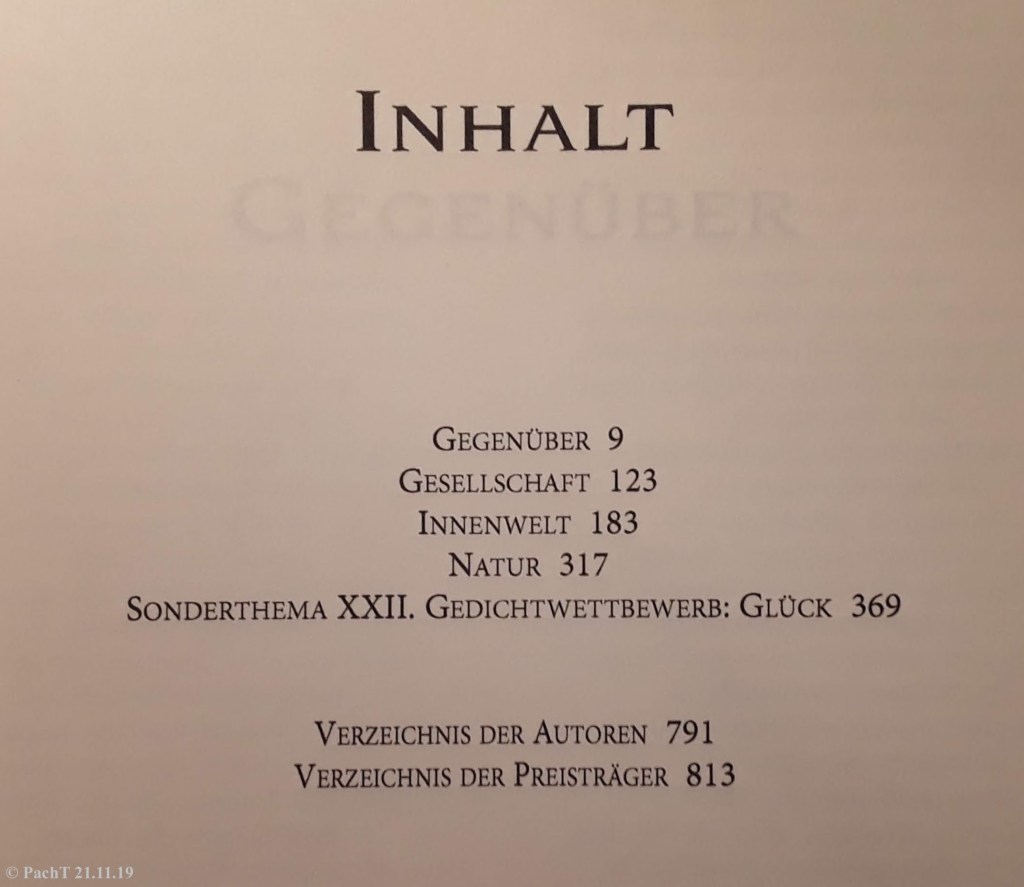 INHALT
GEGENÜBER
GEGENÜBER 9
GESELLSCHAFT 123
INNENWELT 183
NATUR 317
SONDERTHEMA XXII. GEDICHTWETTBEWERB: GLÜCK 369
VERZEICHNIS DER AUTOREN 791
VERZEICHNIS DER PREISTRÄGER 813
© PachT 21.11.19